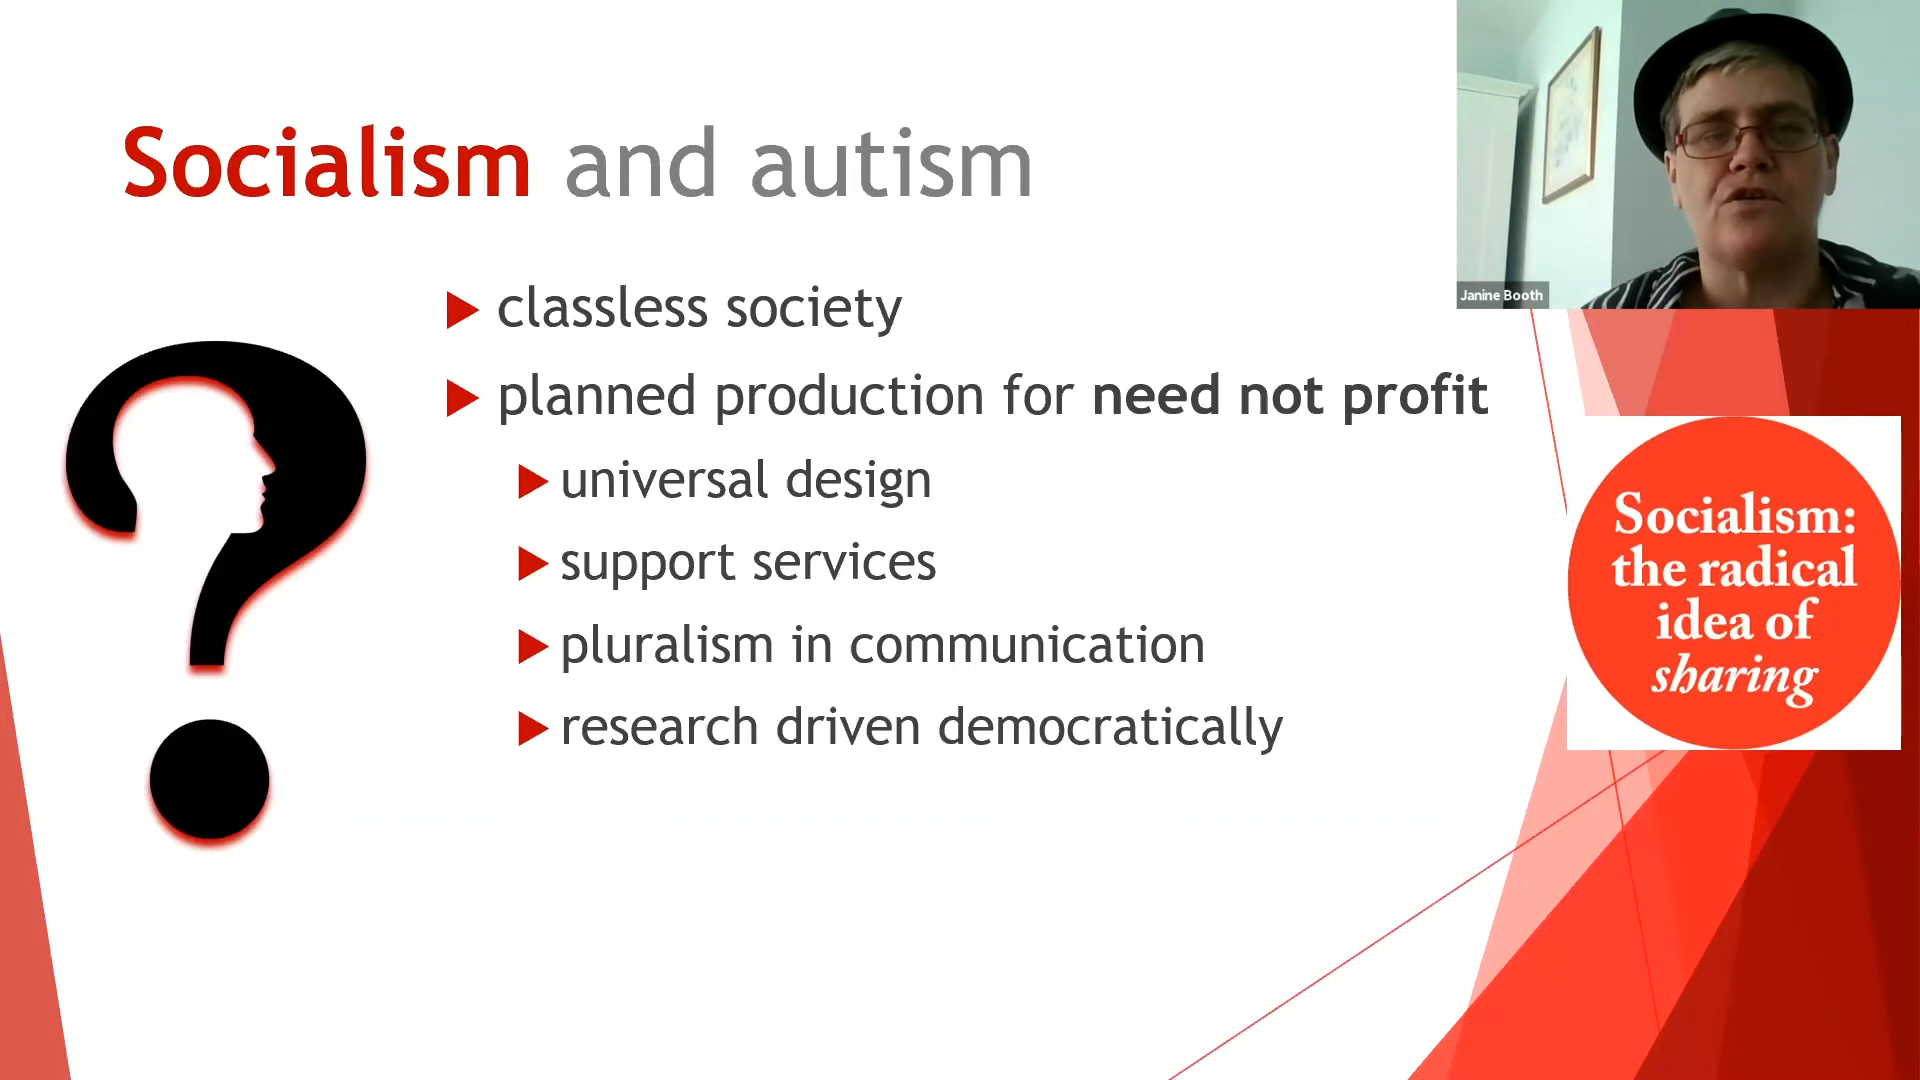 Socialism and autism
classless society
planned production for need not profit
universal design
support services
pluralism in communication
research driven democratically
Janine Booth
Socialism:
the radical
idea of
sharing